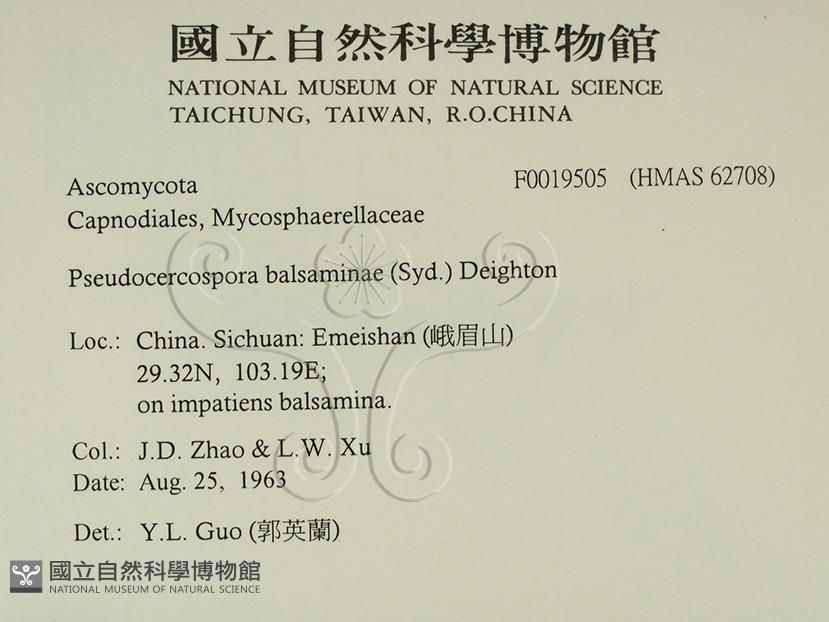 國立自然科學博物館
NATIONAL MUSEUM OF NATURAL SCIENCE
TAICHUNG, TAIWAN, R.O.CHINA
Ascomycota F0019505 (HMAS 62708)
Capnodiales, Mycosphaerellaceae
Pseudocercospora balsaminae (Syd.) Deighton
Loc.: China. Sichuan: Emeishan (峨眉山)
29.32N, 103.19E;
on impatiens balsamina.
Col.: J.D. Zhao & L.W. Xu
Date: Aug. 25, 1963
Det.: Y.L. Guo (郭英蘭)
國立自然科學博物館
NATIONAL MUSEUM OF NATURAL SCIENCE